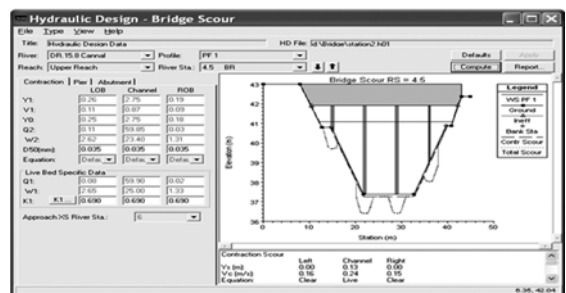 Hydraulic Design - Bridge Scour
File Type View Help
Title: Hydraulic Design Data HD File: d:\Bridon\station2.h01
River: DR.15.8 Cannal Profile: PF 1 Defaults Apply
Reach: Upper Reach River Sta.: 4.5 BR Compute Report...
Contraction Pier Abutment
LOB Channel ROB
Y1: 0.26 2.75 0.19
V1: 0.11 0.87 0.09
Y0: 0.25 2.75 0.18
Q2: 0.11 59.85 0.03
W2: 2.62 23.40 1.31
D50(mm): 0.035 0.035 0.035
Equation: Defau Defau Defau
Live Bed Specific Data
Q1: 0.08 59.90 0.02
W1: 2.65 25.00 1.33
K1: K1... 0.690 0.690 0.690
Approach XS River Sta.: 6
Bridge Scour RS = 4.5
Elevation (m)
43
42
41
40
39
38
37
36
0 10 20 30 40 50 60
Station (m)
Legend
WS PF 1
Ground
Ineff
Bank Sta
Contr Scour
Total Scour
Contraction Scour
Left Channel Right
Ys (m) 0.00 0.13 0.00
Vc (m/s) 0.16 0.24 0.15
Equation: Clear Live Clear
6.35, 42.04